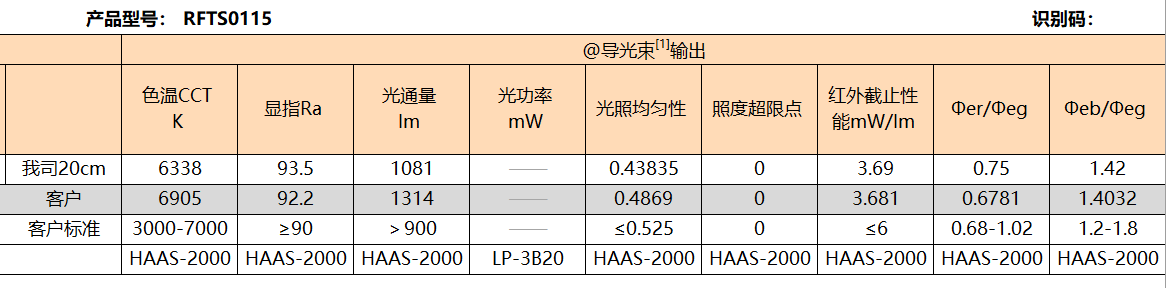 产品型号： RFTS0115 识别码：
@导光束[1]输出
色温CCT K 显指Ra 光通量 lm 光功率 mW 光照均匀性 照度超限点 红外截止性能mW/lm Φer/Φeg Φeb/Φeg
我司20cm 6338 93.5 1081 —— 0.43835 0 3.69 0.75 1.42
客户 6905 92.2 1314 —— 0.4869 0 3.681 0.6781 1.4032
客户标准 3000-7000 ≥90 ＞900 —— ≤0.525 0 ≤6 0.68-1.02 1.2-1.8
HAAS-2000 HAAS-2000 HAAS-2000 LP-3B20 HAAS-2000 HAAS-2000 HAAS-2000 HAAS-2000 HAAS-2000